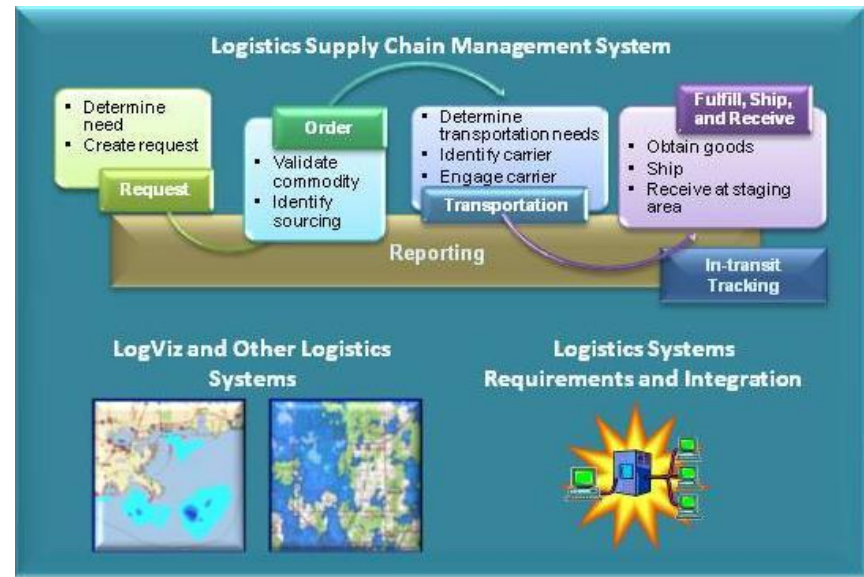 Logistics Supply Chain Management System
▪ Determine
need
▪ Create request
Request
Order
▪ Validate
commodity
▪ Identify
sourcing
▪ Determine
transportation needs
▪ Identify carrier
▪ Engage carrier
Transportation
Fulfill, Ship,
and Receive
▪ Obtain goods
▪ Ship
▪ Receive at staging
area
Reporting
In-transit
Tracking
LogViz and Other Logistics
Systems
Logistics Systems
Requirements and Integration